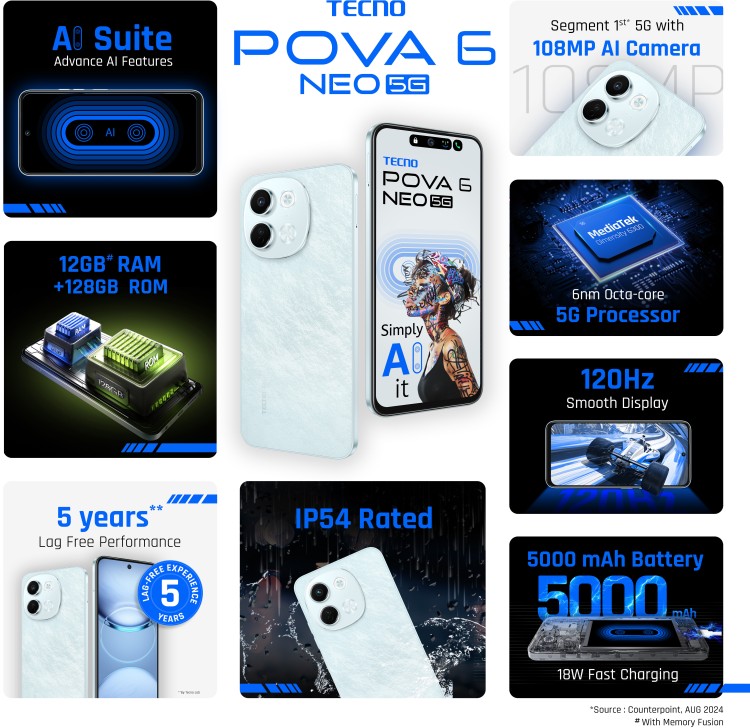 AI Suite
Advance AI Features
AI
TECNO
POVA 6
NEO 5G
Segment 1st* 5G with
108MP AI Camera
108MP
TECNO
POVA 6
NEO 5G
Simply
AI
it
12GB# RAM
+128GB ROM
RAM
ROM
128GB
MediaTek
Dimensity 6300
6nm Octa-core
5G Processor
120Hz
Smooth Display
120Hz
5 years**
Lag Free Performance
LAG-FREE EXPERIENCE
5
YEARS
IP54 Rated
5000 mAh Battery
5000 mAh
18W Fast Charging
*Source : Counterpoint, AUG 2024
# With Memory Fusion